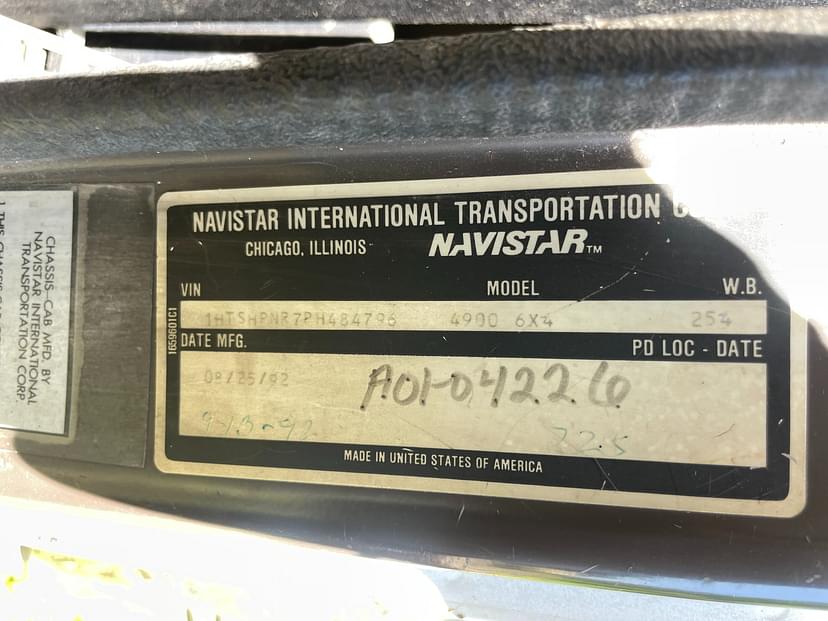 NAVISTAR INTERNATIONAL TRANSPORTATION
CHICAGO, ILLINOIS NAVISTAR™
VIN MODEL W.B.
1HTSHPNR7PH484796 4900 6X4 254
DATE MFG. PD LOC - DATE
08/25/92 A01-04226
9-13-92
MADE IN UNITED STATES OF AMERICA
1659601C1
CHASSIS-CAB MFD. BY
NAVISTAR INTERNATIONAL
TRANSPORTATION CORP.